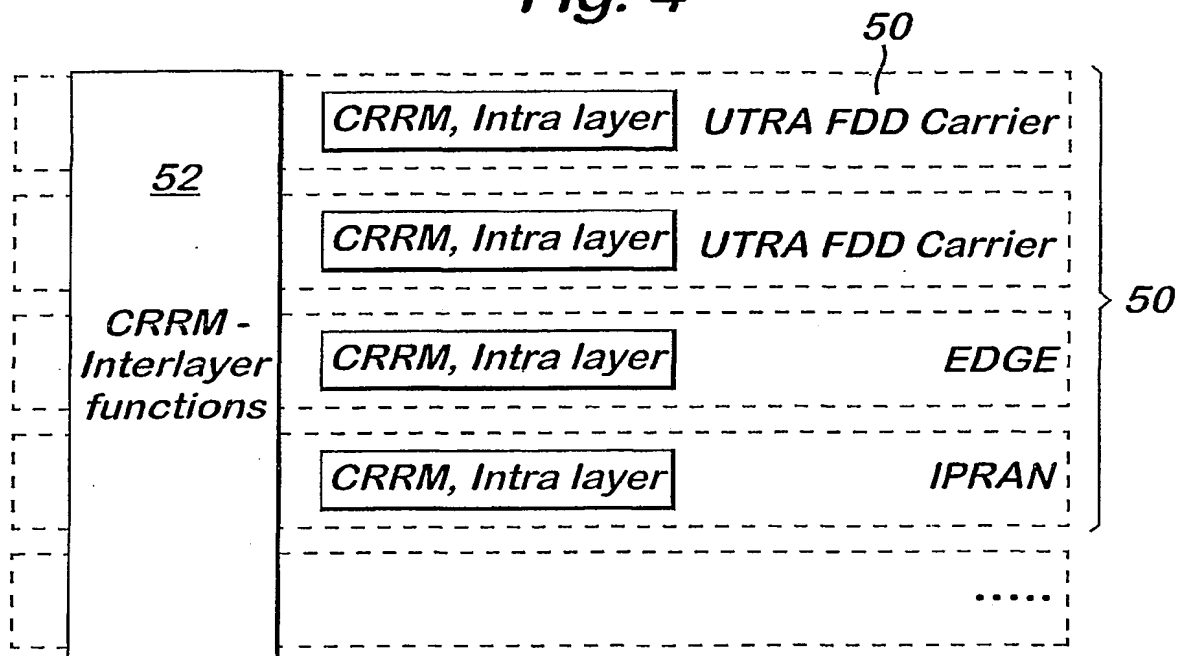 Fig. 4
50
CRRM, Intra layer UTRA FDD Carrier
52
CRRM, Intra layer UTRA FDD Carrier
50
CRRM -
Interlayer
functions
CRRM, Intra layer EDGE
CRRM, Intra layer IPRAN
.....